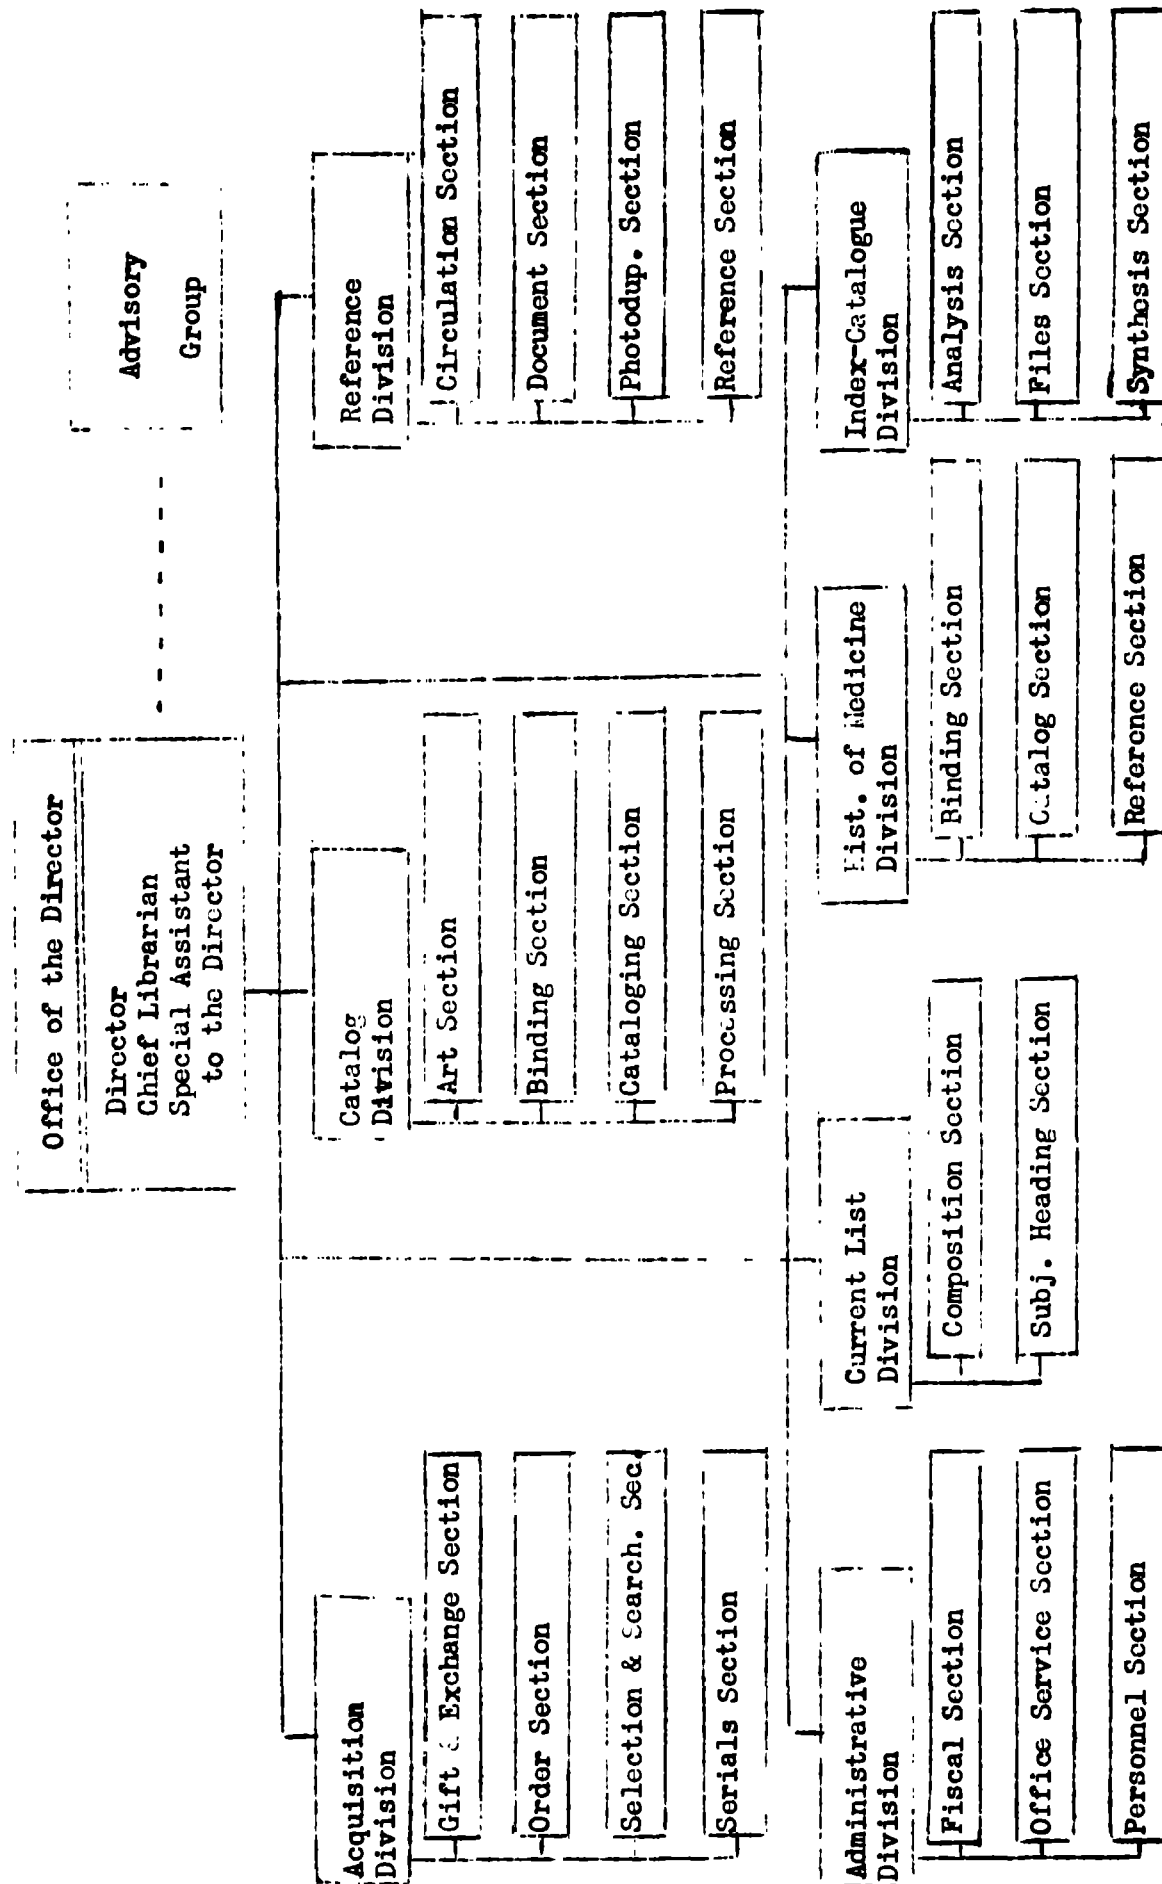 Office of the Director
Director
Chief Librarian
Special Assistant
to the Director
Advisory
Group
Acquisition
Division
Gift & Exchange Section
Order Section
Selection & Search. Sec.
Serials Section
Catalog
Division
Art Section
Binding Section
Cataloging Section
Processing Section
Reference
Division
Circulation Section
Document Section
Photodup. Section
Reference Section
Administrative
Division
Fiscal Section
Office Service Section
Personnel Section
Current List
Division
Composition Section
Subj. Heading Section
Hist. of Medicine
Division
Binding Section
Catalog Section
Reference Section
Index-Catalogue
Division
Analysis Section
Files Section
Synthesis Section